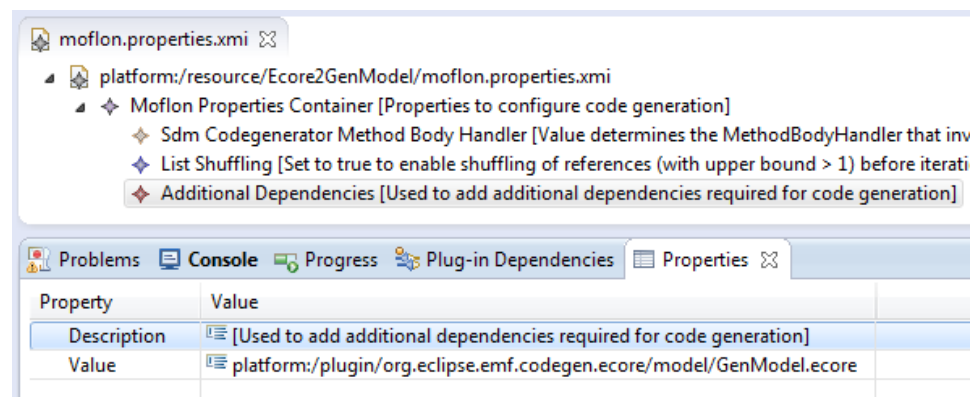 moflon.properties.xmi
platform:/resource/Ecore2GenModel/moflon.properties.xmi
Moflon Properties Container [Properties to configure code generation]
Sdm Codegenerator Method Body Handler [Value determines the MethodBodyHandler that inv
List Shuffling [Set to true to enable shuffling of references (with upper bound > 1) before iterati
Additional Dependencies [Used to add additional dependencies required for code generation]
Problems Console Progress Plug-in Dependencies Properties
Property Value
Description [Used to add additional dependencies required for code generation]
Value platform:/plugin/org.eclipse.emf.codegen.ecore/model/GenModel.ecore